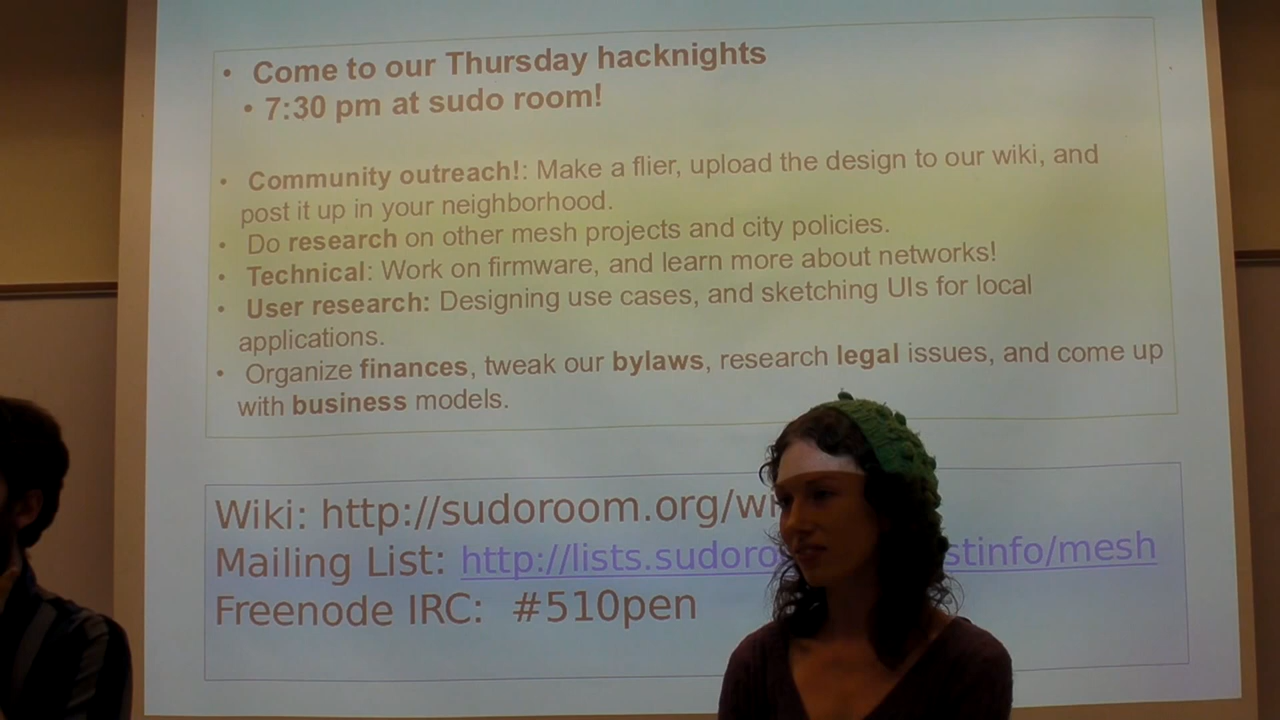 • Come to our Thursday hacknights
• 7:30 pm at sudo room!
• Community outreach!: Make a flier, upload the design to our wiki, and
post it up in your neighborhood.
• Do research on other mesh projects and city policies.
• Technical: Work on firmware, and learn more about networks!
• User research: Designing use cases, and sketching UIs for local
applications.
• Organize finances, tweak our bylaws, research legal issues, and come up
with business models.
Wiki: http://sudoroom.org/wi
Mailing List: http://lists.sudoro stinfo/mesh
Freenode IRC: #510pen